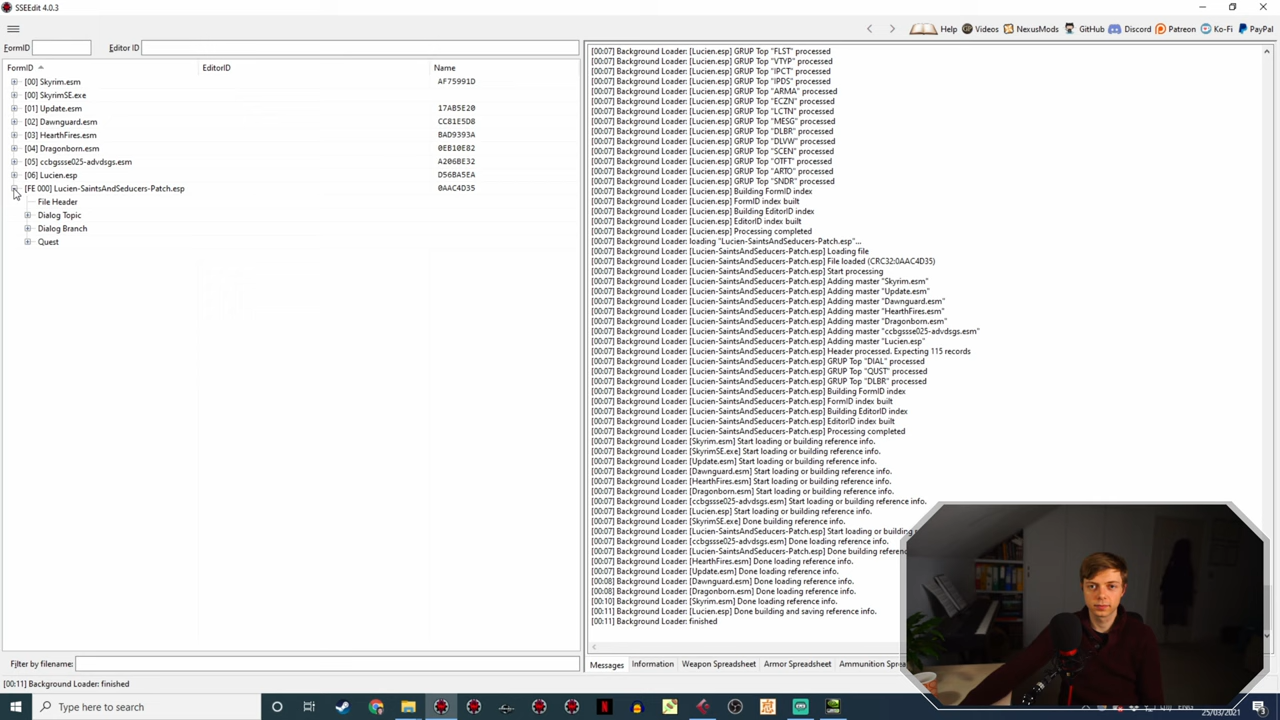 SSEEdit 4.0.3
Help Videos NexusMods GitHub Discord Patreon Ko-Fi PayPal
FormID Editor ID
FormID EditorID Name
[00] Skyrim.esm AF75991D
[00] SkyrimSE.exe
[01] Update.esm 17AB5E20
[02] Dawnguard.esm CC81E5D8
[03] HearthFires.esm BAD9393A
[04] Dragonborn.esm 0EB10E82
[05] ccbgssse025-advdsgs.esm A206BE32
[06] Lucien.esp D56BA5EA
[FE 000] Lucien-SaintsAndSeducers-Patch.esp 0AAC4D35
File Header
Dialog Topic
Dialog Branch
Quest
[00:07] Background Loader: [Lucien.esp] GRUP Top "FLST" processed
[00:07] Background Loader: [Lucien.esp] GRUP Top "VTYP" processed
[00:07] Background Loader: [Lucien.esp] GRUP Top "IPCT" processed
[00:07] Background Loader: [Lucien.esp] GRUP Top "IPDS" processed
[00:07] Background Loader: [Lucien.esp] GRUP Top "ARMA" processed
[00:07] Background Loader: [Lucien.esp] GRUP Top "ECZN" processed
[00:07] Background Loader: [Lucien.esp] GRUP Top "LCTN" processed
[00:07] Background Loader: [Lucien.esp] GRUP Top "MESG" processed
[00:07] Background Loader: [Lucien.esp] GRUP Top "DLBR" processed
[00:07] Background Loader: [Lucien.esp] GRUP Top "DLVW" processed
[00:07] Background Loader: [Lucien.esp] GRUP Top "SCEN" processed
[00:07] Background Loader: [Lucien.esp] GRUP Top "OTFT" processed
[00:07] Background Loader: [Lucien.esp] GRUP Top "ARTO" processed
[00:07] Background Loader: [Lucien.esp] GRUP Top "SNDR" processed
[00:07] Background Loader: [Lucien.esp] Building FormID index
[00:07] Background Loader: [Lucien.esp] FormID index built
[00:07] Background Loader: [Lucien.esp] Building EditorID index
[00:07] Background Loader: [Lucien.esp] EditorID index built
[00:07] Background Loader: [Lucien.esp] Processing completed
[00:07] Background Loader: loading "Lucien-SaintsAndSeducers-Patch.esp"...
[00:07] Background Loader: [Lucien-SaintsAndSeducers-Patch.esp] Loading file
[00:07] Background Loader: [Lucien-SaintsAndSeducers-Patch.esp] File loaded (CRC32:0AAC4D35)
[00:07] Background Loader: [Lucien-SaintsAndSeducers-Patch.esp] Start processing
[00:07] Background Loader: [Lucien-SaintsAndSeducers-Patch.esp] Adding master "Skyrim.esm"
[00:07] Background Loader: [Lucien-SaintsAndSeducers-Patch.esp] Adding master "Update.esm"
[00:07] Background Loader: [Lucien-SaintsAndSeducers-Patch.esp] Adding master "Dawnguard.esm"
[00:07] Background Loader: [Lucien-SaintsAndSeducers-Patch.esp] Adding master "HearthFires.esm"
[00:07] Background Loader: [Lucien-SaintsAndSeducers-Patch.esp] Adding master "Dragonborn.esm"
[00:07] Background Loader: [Lucien-SaintsAndSeducers-Patch.esp] Adding master "ccbgssse025-advdsgs.esm"
[00:07] Background Loader: [Lucien-SaintsAndSeducers-Patch.esp] Adding master "Lucien.esp"
[00:07] Background Loader: [Lucien-SaintsAndSeducers-Patch.esp] Header processed. Expecting 115 records
[00:07] Background Loader: [Lucien-SaintsAndSeducers-Patch.esp] GRUP Top "DIAL" processed
[00:07] Background Loader: [Lucien-SaintsAndSeducers-Patch.esp] GRUP Top "QUST" processed
[00:07] Background Loader: [Lucien-SaintsAndSeducers-Patch.esp] GRUP Top "DLBR" processed
[00:07] Background Loader: [Lucien-SaintsAndSeducers-Patch.esp] Building FormID index
[00:07] Background Loader: [Lucien-SaintsAndSeducers-Patch.esp] FormID index built
[00:07] Background Loader: [Lucien-SaintsAndSeducers-Patch.esp] Building EditorID index
[00:07] Background Loader: [Lucien-SaintsAndSeducers-Patch.esp] EditorID index built
[00:07] Background Loader: [Lucien-SaintsAndSeducers-Patch.esp] Processing completed
[00:07] Background Loader: [Skyrim.esm] Start loading or building reference info.
[00:07] Background Loader: [SkyrimSE.exe] Start loading or building reference info.
[00:07] Background Loader: [Update.esm] Start loading or building reference info.
[00:07] Background Loader: [Dawnguard.esm] Start loading or building reference info.
[00:07] Background Loader: [HearthFires.esm] Start loading or building reference info.
[00:07] Background Loader: [Dragonborn.esm] Start loading or building reference info.
[00:07] Background Loader: [ccbgssse025-advdsgs.esm] Start loading or building reference info.
[00:07] Background Loader: [Lucien.esp] Start loading or building reference info.
[00:07] Background Loader: [SkyrimSE.exe] Done building reference info.
[00:07] Background Loader: [Lucien-SaintsAndSeducers-Patch.esp] Start loading or building
[00:07] Background Loader: [ccbgssse025-advdsgs.esm] Done loading reference info.
[00:07] Background Loader: [Lucien-SaintsAndSeducers-Patch.esp] Done building reference
[00:07] Background Loader: [HearthFires.esm] Done loading reference info.
[00:07] Background Loader: [Update.esm] Done loading reference info.
[00:08] Background Loader: [Dawnguard.esm] Done loading reference info.
[00:08] Background Loader: [Dragonborn.esm] Done loading reference info.
[00:10] Background Loader: [Skyrim.esm] Done loading reference info.
[00:11] Background Loader: [Lucien.esp] Done building and saving reference info.
[00:11] Background Loader: finished
Filter by filename:
Messages Information Weapon Spreadsheet Armor Spreadsheet Ammunition Sprea
[00:11] Background Loader: finished
Type here to search
25/03/2021